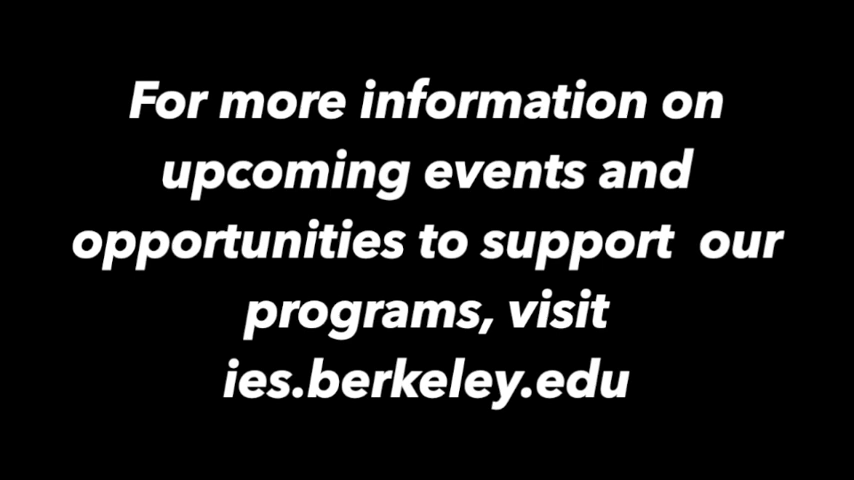 For more information on
upcoming events and
opportunities to support  our
programs, visit
ies.berkeley.edu